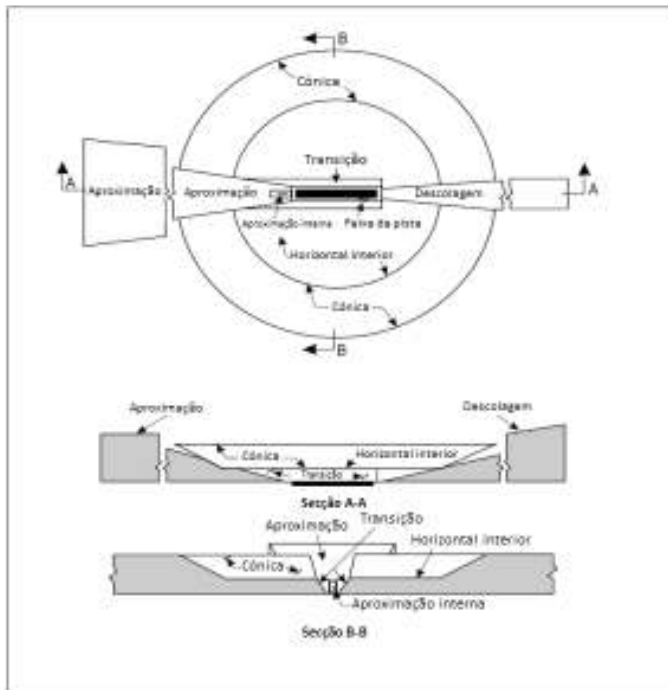 B
Cónica
Transição
A
Aproximação
Aproximação
Descolagem
A
Aproximação Interna
Faixa da pista
Horizontal Interior
Cónica
B
Aproximação
Descolagem
Cónica
Horizontal interior
Transição
Secção A-A
Transição
Aproximação
Horizontal Interior
Cónica
Aproximação interna
Secção B-B